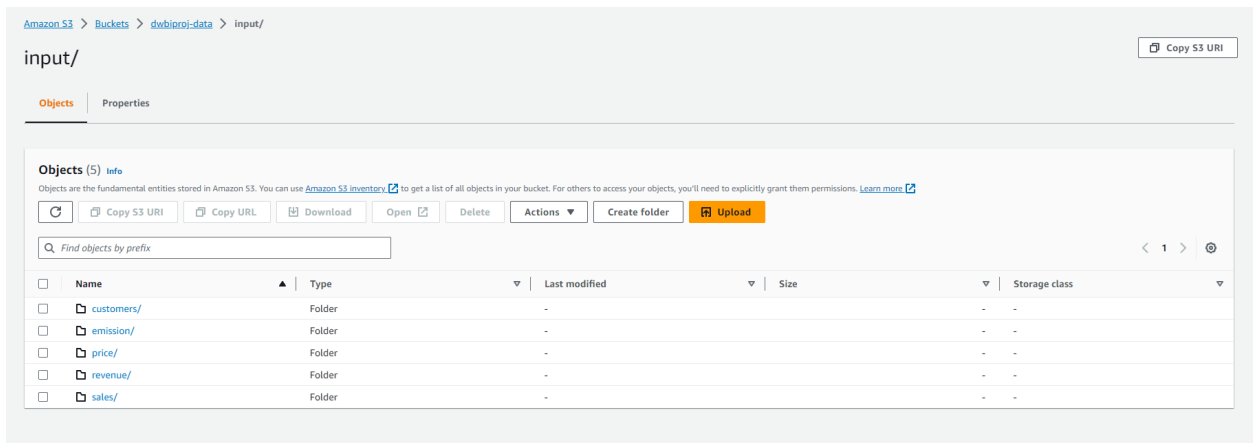 Amazon S3 > Buckets > dwbiproj-data > input/
input/
Copy S3 URI
Objects Properties
Objects (5) Info
Objects are the fundamental entities stored in Amazon S3. You can use Amazon S3 inventory to get a list of all objects in your bucket. For others to access your objects, you'll need to explicitly grant them permissions. Learn more
Copy S3 URI Copy URL Download Open Delete Actions Create folder Upload
Find objects by prefix
< 1 >
Name Type Last modified Size Storage class
customers/ Folder - - -
emission/ Folder - - -
price/ Folder - - -
revenue/ Folder - - -
sales/ Folder - - -